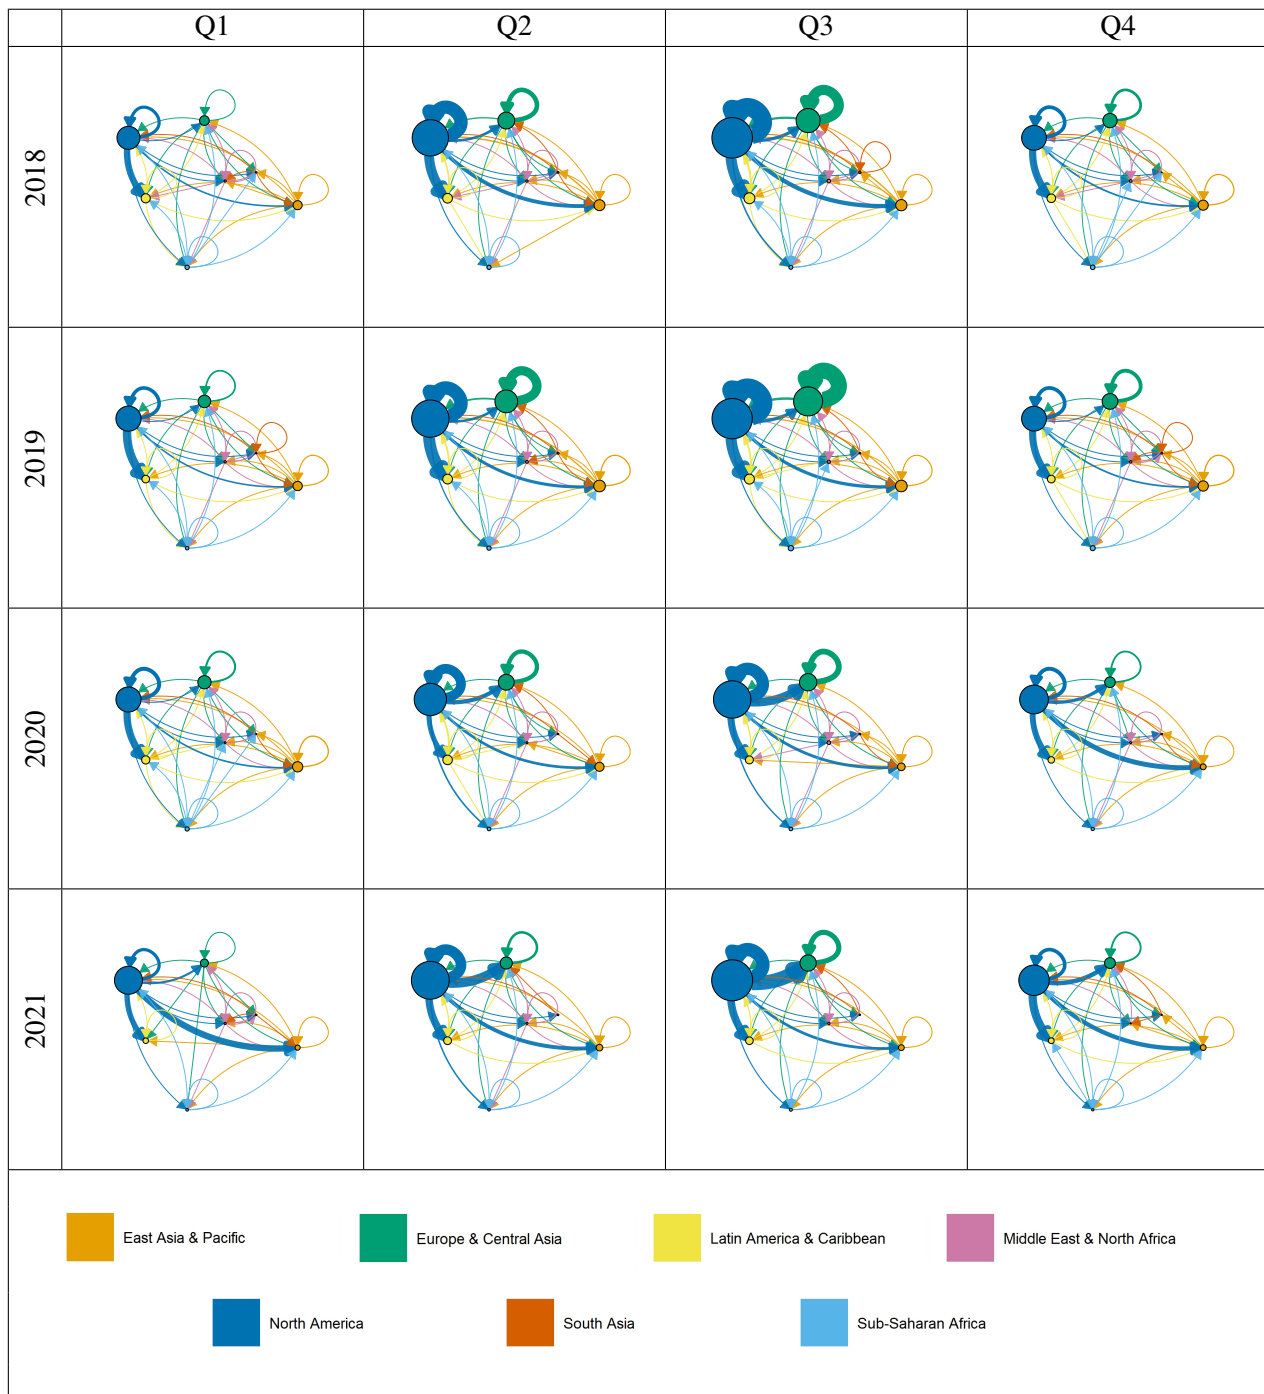 Q1 Q2 Q3 Q4
2018
2019
2020
2021
East Asia & Pacific Europe & Central Asia Latin America & Caribbean Middle East & North Africa
North America South Asia Sub-Saharan Africa